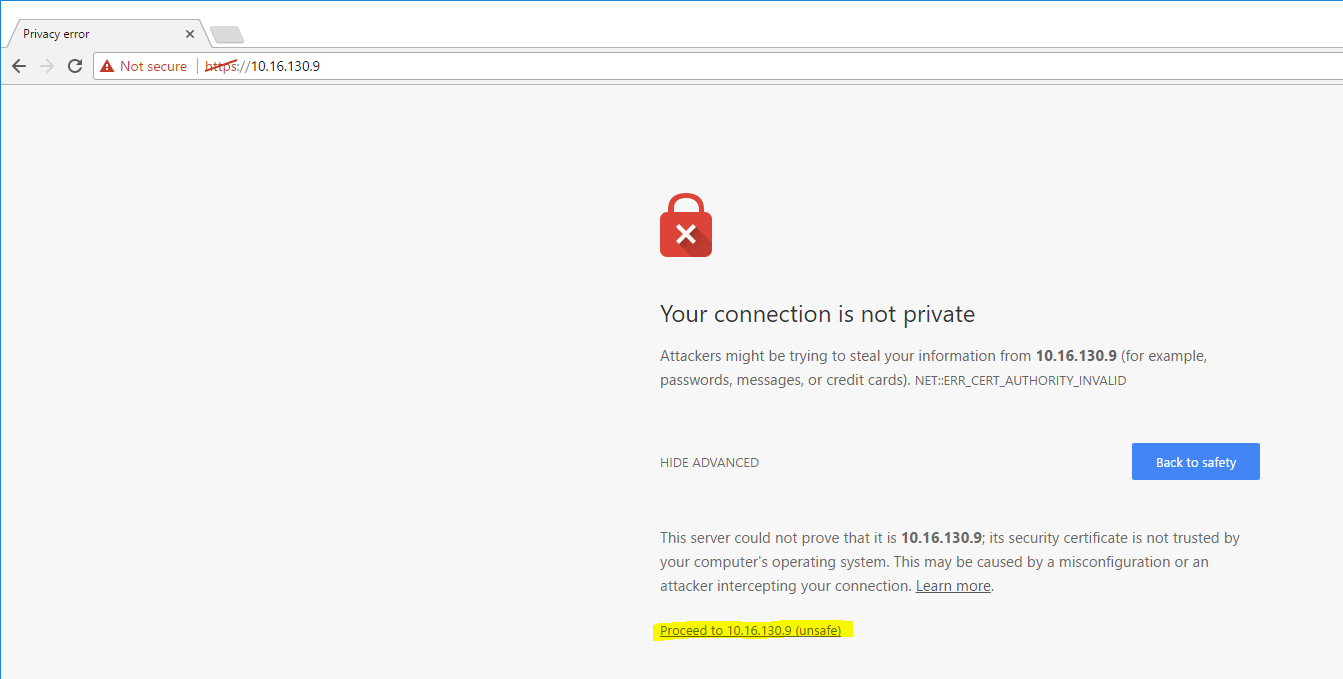 Privacy error
Not secure https://10.16.130.9
Your connection is not private
Attackers might be trying to steal your information from 10.16.130.9 (for example,
passwords, messages, or credit cards). NET::ERR_CERT_AUTHORITY_INVALID
HIDE ADVANCED
Back to safety
This server could not prove that it is 10.16.130.9; its security certificate is not trusted by
your computer's operating system. This may be caused by a misconfiguration or an
attacker intercepting your connection. Learn more.
Proceed to 10.16.130.9 (unsafe)